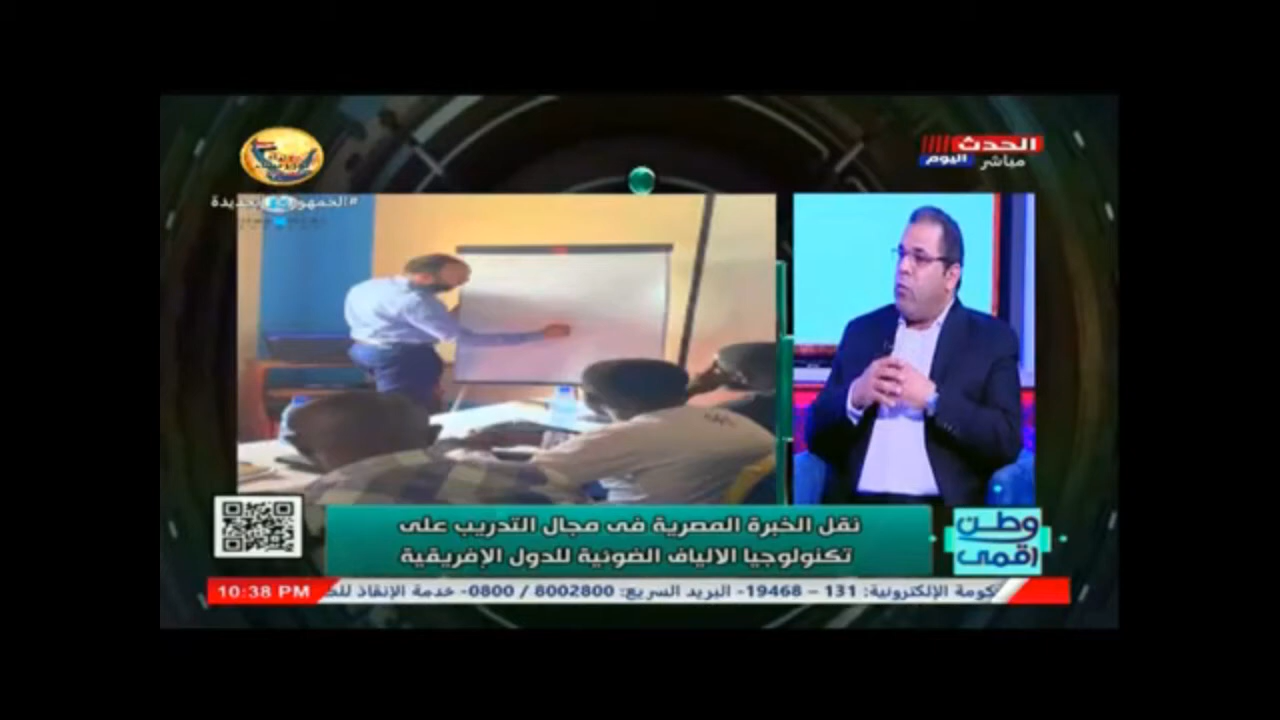 الحدث
اليوم
مباشر
#الجمهورية الجديدة
نقل الخبرة المصرية فى مجال التدريب على
تكنولوجيا الالياف الضوئية للدول الإفريقية
وطن
رقمى
10:38 PM
كومة الإلكترونية: 131 – 19468- البريد السريع: 8002800 / 0800- خدمة الإنقاذ